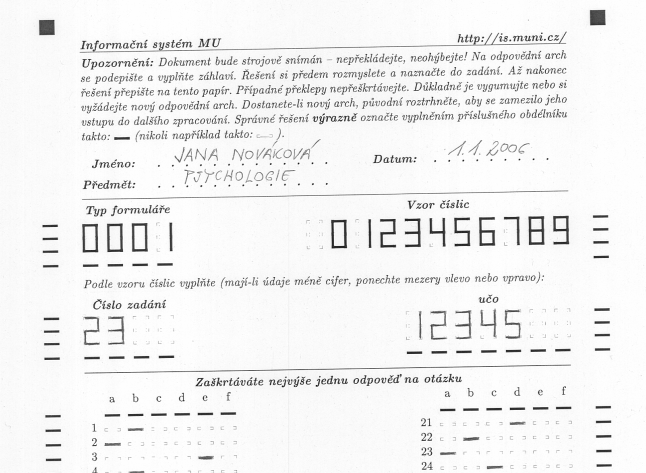 Informační systém MU http://is.muni.cz/
Upozornění: Dokument bude strojově snímán – nepřekládejte, neohýbejte! Na odpovědní arch
se podepište a vyplňte záhlaví. Řešení si předem rozmyslete a naznačte do zadání. Až nakonec
řešení přepište na tento papír. Případné překlepy nepřeškrtávejte. Důkladně je vygumujte nebo si
vyžádejte nový odpovědní arch. Dostanete-li nový arch, původní roztrhněte, aby se zamezilo jeho
vstupu do dalšího zpracování. Správné řešení výrazně označte vyplněním příslušného obdélníku
takto: (nikoli například takto: ).
Jméno: JANA NOVÁKOVÁ Datum: 1.1. 2006
Předmět: PSYCHOLOGIE
Typ formuláře Vzor číslic
0001 0 123456789
Podle vzoru číslic vyplňte (mají-li údaje méně cifer, ponechte mezery vlevo nebo vpravo):
Číslo zadání učo
23 12345
Zaškrtáváte nejvýše jednu odpověď na otázku
a b c d e f a b c d e f
1 21
2 22
3 23
4 24